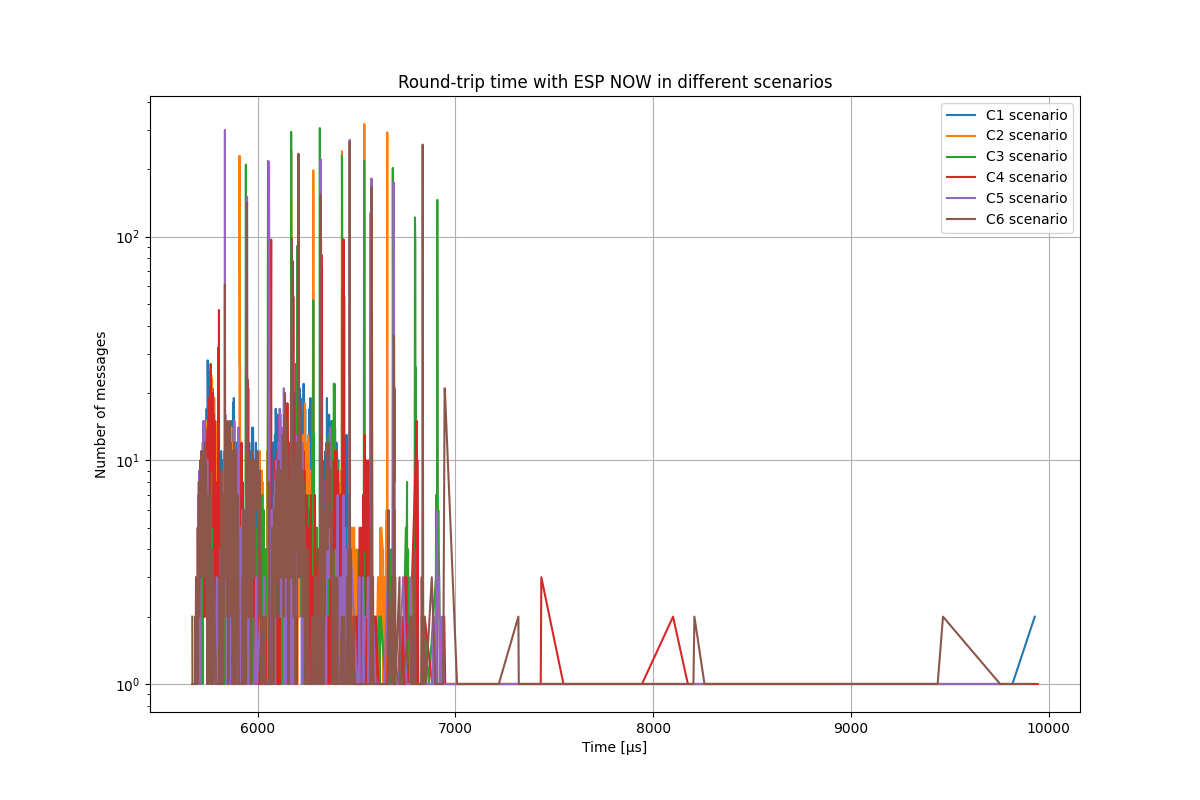 Round-trip time with ESP NOW in different scenarios
C1 scenario
C2 scenario
C3 scenario
C4 scenario
C5 scenario
C6 scenario
Number of messages
10²
10¹
10⁰
6000 7000 8000 9000 10000
Time [µs]